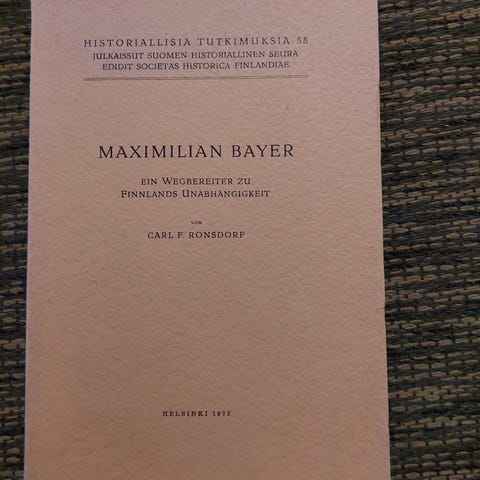 HISTORIALLISIA TUTKIMUKSIA 88
JULKAISSUT SUOMEN HISTORIALLINEN SEURA
EDIDIT SOCIETAS HISTORICA FINLANDIAE
MAXIMILIAN BAYER
EIN WEGBEREITER ZU
FINNLANDS UNABHÄNGIGKEIT
VON
CARL F. RONSDORF
HELSINKI 1973